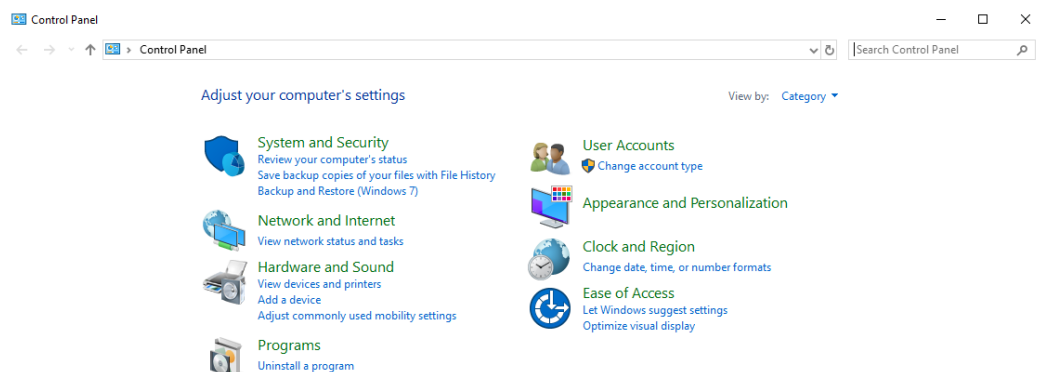 Control Panel
Control Panel
Search Control Panel
Adjust your computer's settings
View by: Category
System and Security
Review your computer's status
Save backup copies of your files with File History
Backup and Restore (Windows 7)
Network and Internet
View network status and tasks
Hardware and Sound
View devices and printers
Add a device
Adjust commonly used mobility settings
Programs
Uninstall a program
User Accounts
Change account type
Appearance and Personalization
Clock and Region
Change date, time, or number formats
Ease of Access
Let Windows suggest settings
Optimize visual display